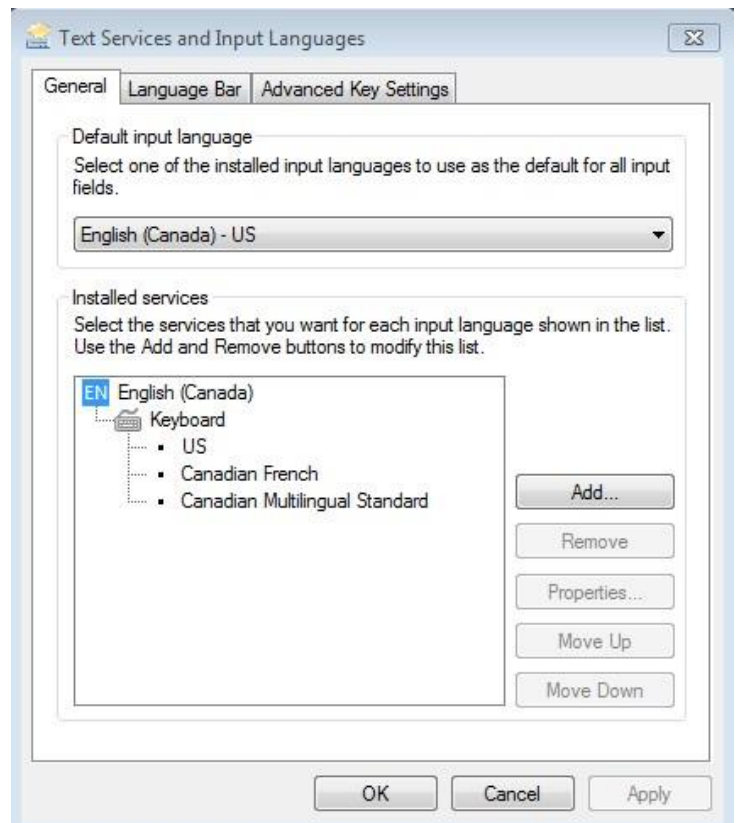 Text Services and Input Languages
General Language Bar Advanced Key Settings
Default input language
Select one of the installed input languages to use as the default for all input
fields.
English (Canada) - US
Installed services
Select the services that you want for each input language shown in the list.
Use the Add and Remove buttons to modify this list.
EN English (Canada)
Keyboard
US
Canadian French
Canadian Multilingual Standard
Add...
Remove
Properties...
Move Up
Move Down
OK Cancel Apply